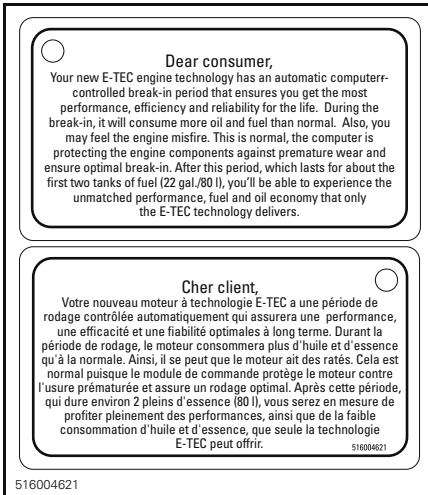 Dear consumer,
Your new E-TEC engine technology has an automatic computerr-
controlled break-in period that ensures you get the most
performance, efficiency and reliability for the life.  During the
break-in, it will consume more oil and fuel than normal.  Also, you
may feel the engine misfire. This is normal, the computer is
protecting the engine components against premature wear and
ensure optimal break-in. After this period, which lasts for about the
first two tanks of fuel (22 gal./80 l), you'll be able to experience the
unmatched performance, fuel and oil economy that only
the E-TEC technology delivers.
Cher client,
Votre nouveau moteur à technologie E-TEC a une période de
rodage contrôlée automatiquement qui assurera une  performance,
une efficacité et une fiabilité optimales à long terme. Durant la
période de rodage, le moteur consommera plus d'huile et d'essence
qu'à la normale. Ainsi, il se peut que le moteur ait des ratés. Cela est
normal puisque le module de commande protège le moteur contre
l'usure prématurée et assure un rodage optimal. Après cette période,
qui dure environ 2 pleins d'essence (80 l), vous serez en mesure de
profiter pleinement des performances, ainsi que de la faible
consommation d'huile et d'essence, que seule la technologie
E-TEC peut offrir.
516004621
516004621